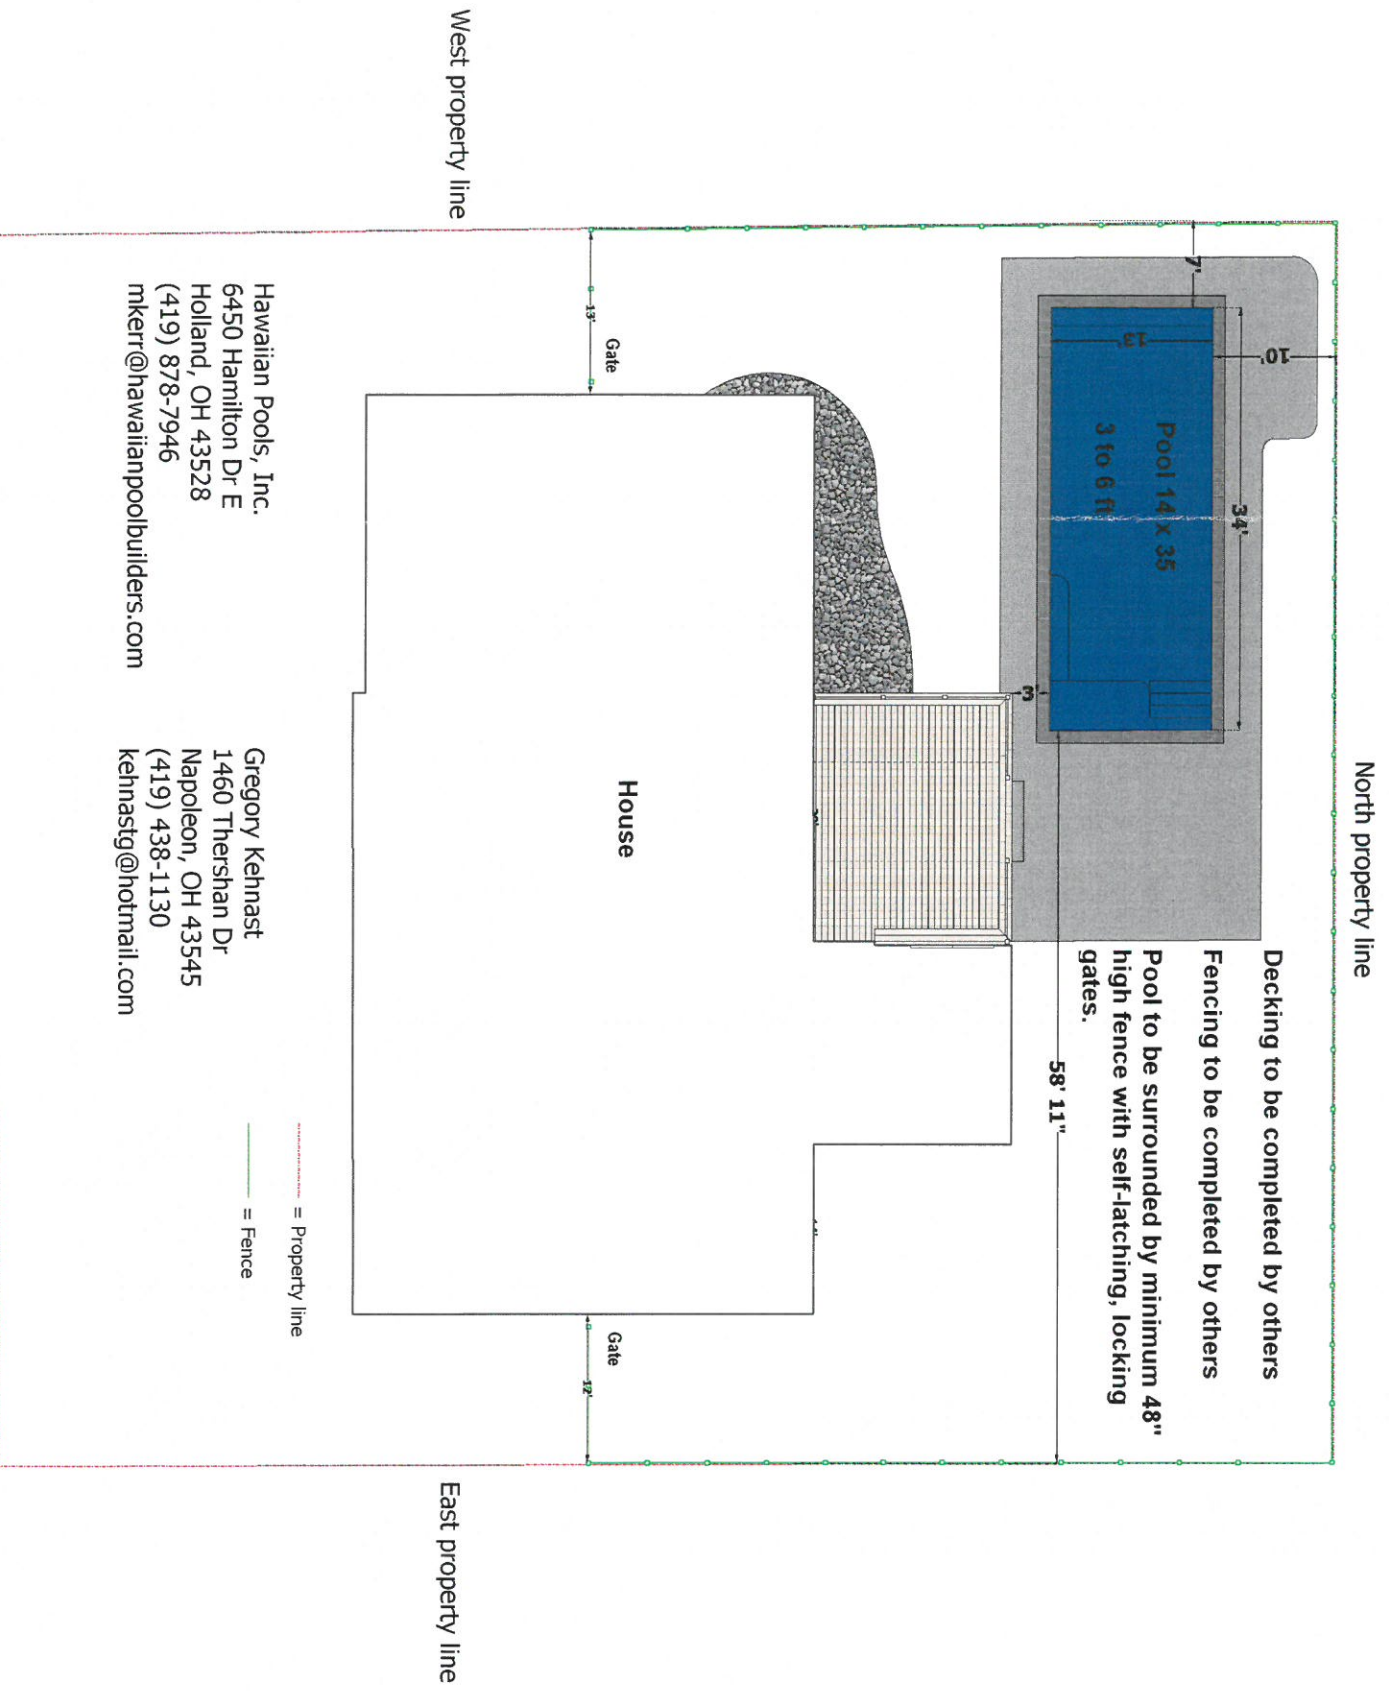 North property line
Decking to be completed by others
Fencing to be completed by others
Pool to be surrounded by minimum 48"
high fence with self-latching, locking
gates.
7'
10'
34'
13'
Pool 14 x 35
3 to 6 ft
3'
58' 11"
House
Gate
13'
Gate
12'
West property line
East property line
Hawaiian Pools, Inc.
6450 Hamilton Dr E
Holland, OH 43528
(419) 878-7946
mkerr@hawaiianpoolbuilders.com
Gregory Kehnast
1460 Thershan Dr
Napoleon, OH 43545
(419) 438-1130
kehnastg@hotmail.com
= Property line
= Fence